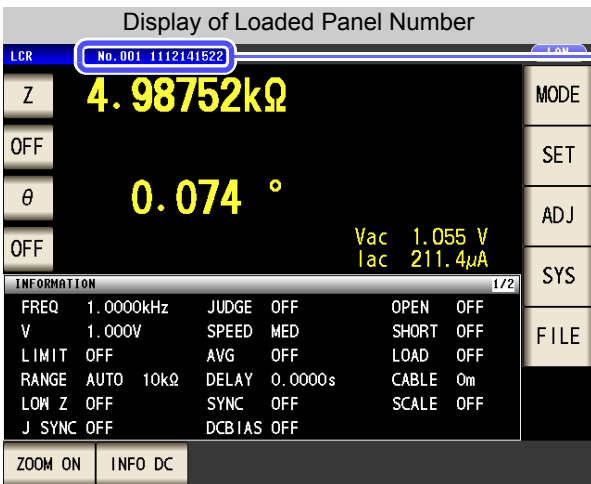 Display of Loaded Panel Number
LCR No.001 1112141522
Z 4.98752kΩ MODE
OFF SET
θ 0.074 ° ADJ
OFF Vac 1.055 V
Iac 211.4μA SYS
INFORMATION 1/2
FREQ 1.0000kHz JUDGE OFF OPEN OFF
V 1.000V SPEED MED SHORT OFF FILE
LIMIT OFF AVG OFF LOAD OFF
RANGE AUTO 10kΩ DELAY 0.0000s CABLE 0m
LOW Z OFF SYNC OFF SCALE OFF
J SYNC OFF DCBIAS OFF
ZOOM ON INFO DC